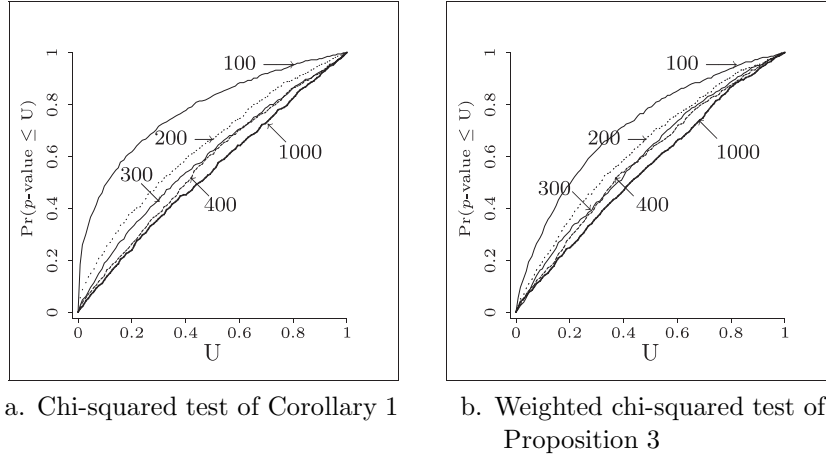 1
0.8
0.6
0.4
0.2
0
Pr(p-value ≤ U)
100
200
300
400
1000
0 0.2 0.4 0.6 0.8 1
U
a. Chi-squared test of Corollary 1
1
0.8
0.6
0.4
0.2
0
Pr(p-value ≤ U)
100
200
300
400
1000
0 0.2 0.4 0.6 0.8 1
U
b. Weighted chi-squared test of
Proposition 3